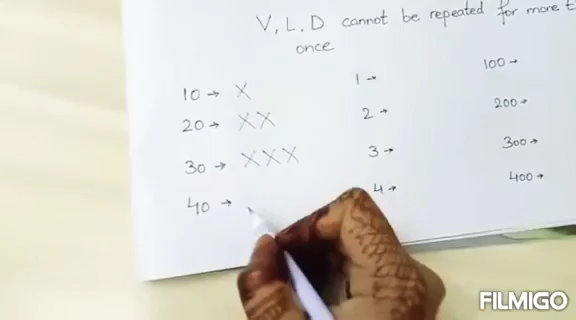 V, L, D cannot be repeated for more
once
10 → X
20 → XX
30 → XXX
40 →
1 →
2 →
3 →
4 →
100 →
200 →
300 →
400 →
FILMIGO